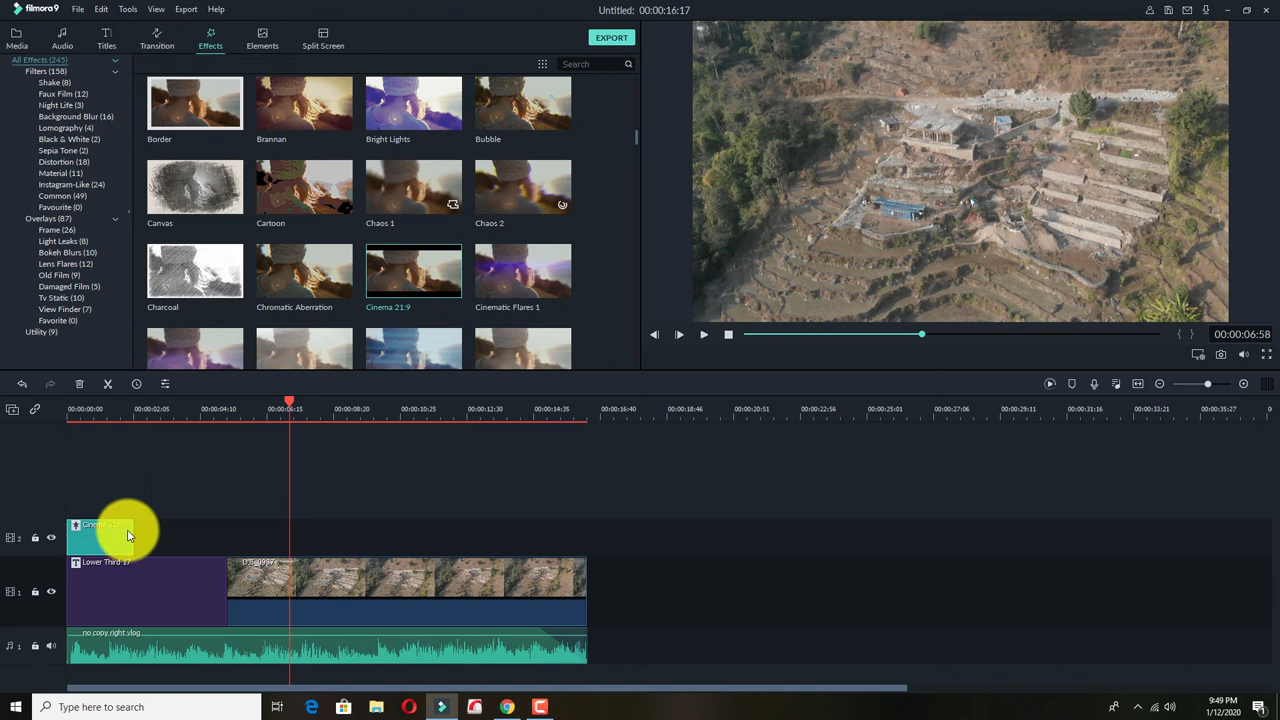 filmora9 File Edit Tools View Export Help Untitled: 00:00:16:17
Media Audio Titles Transition Effects Elements Split Screen EXPORT
All Effects (245)
Filters (158)
Shake (8)
Faux Film (12)
Night Life (3)
Background Blur (16)
Lomography (4)
Black & White (2)
Sepia Tone (2)
Distortion (18)
Material (11)
Instagram-Like (24)
Common (49)
Favourite (0)
Overlays (87)
Frame (26)
Light Leaks (8)
Bokeh Blurs (10)
Lens Flares (12)
Old Film (9)
Damaged Film (5)
Tv Static (10)
View Finder (7)
Favorite (0)
Utility (9)
Search
Border Brannan Bright Lights Bubble
Canvas Cartoon Chaos 1 Chaos 2
Charcoal Chromatic Aberration Cinema 21:9 Cinematic Flares 1
00:00:06:58
00:00:00:00 00:00:02:05 00:00:04:10 00:00:06:15 00:00:08:20 00:00:10:25 00:00:12:30 00:00:14:35 00:00:16:40 00:00:18:46 00:00:20:51 00:00:22:56 00:00:25:01 00:00:27:06 00:00:29:11 00:00:31:16 00:00:33:21 00:00:35:27
2 Cinema 21:9
1 Lower Third 17 DJI_0937
1 no copy right vlog
Type here to search
9:49 PM
1/12/2020